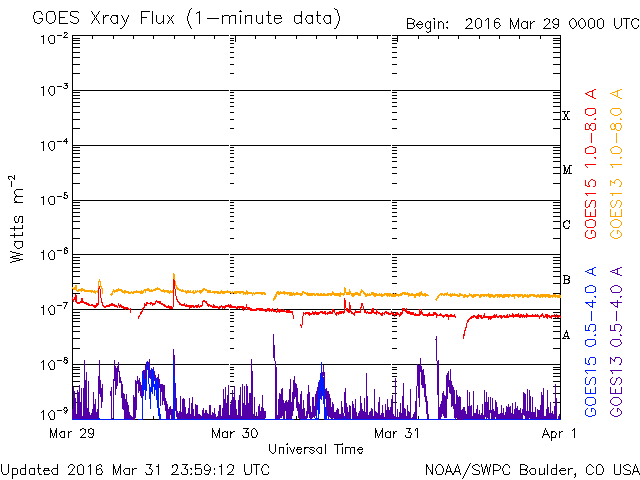 GOES Xray Flux (1-minute data)
Begin: 2016 Mar 29 0000 UTC
10-2
10-3
10-4
10-5
10-6
10-7
10-8
10-9
Watts m-2
X
M
C
B
A
GOES15 1.0-8.0 A
GOES13 1.0-8.0 A
GOES15 0.5-4.0 A
GOES13 0.5-4.0 A
Mar 29 Mar 30 Mar 31 Apr 1
Universal Time
Updated 2016 Mar 31 23:59:12 UTC
NOAA/SWPC Boulder, CO USA